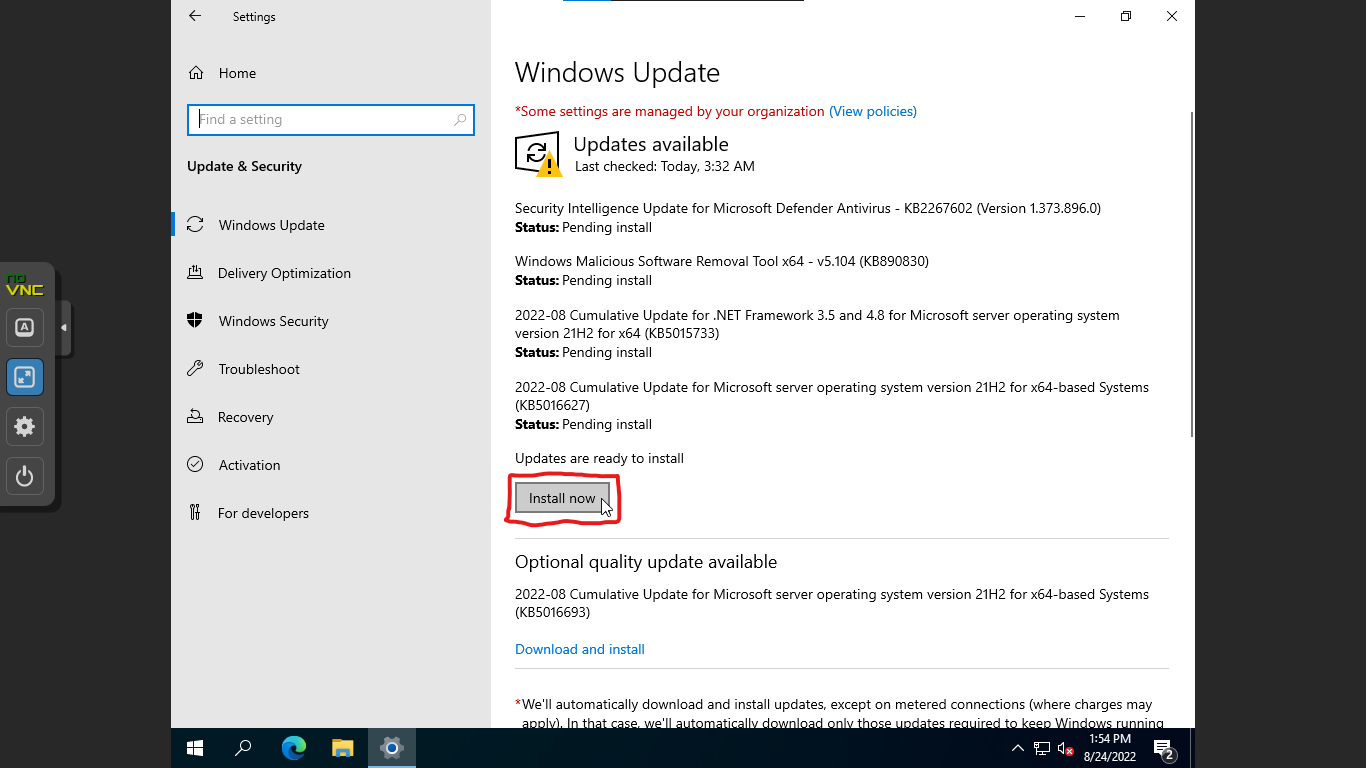 Settings
Home
Find a setting
Update & Security
Windows Update
Delivery Optimization
Windows Security
Troubleshoot
Recovery
Activation
For developers
no
VNC
A
Windows Update
*Some settings are managed by your organization (View policies)
Updates available
Last checked: Today, 3:32 AM
Security Intelligence Update for Microsoft Defender Antivirus - KB2267602 (Version 1.373.896.0)
Status: Pending install
Windows Malicious Software Removal Tool x64 - v5.104 (KB890830)
Status: Pending install
2022-08 Cumulative Update for .NET Framework 3.5 and 4.8 for Microsoft server operating system
version 21H2 for x64 (KB5015733)
Status: Pending install
2022-08 Cumulative Update for Microsoft server operating system version 21H2 for x64-based Systems
(KB5016627)
Status: Pending install
Updates are ready to install
Install now
Optional quality update available
2022-08 Cumulative Update for Microsoft server operating system version 21H2 for x64-based Systems
(KB5016693)
Download and install
*We'll automatically download and install updates, except on metered connections (where charges may
apply). In that case, we'll automatically download only those updates required to keep Windows running
1:54 PM
8/24/2022
2